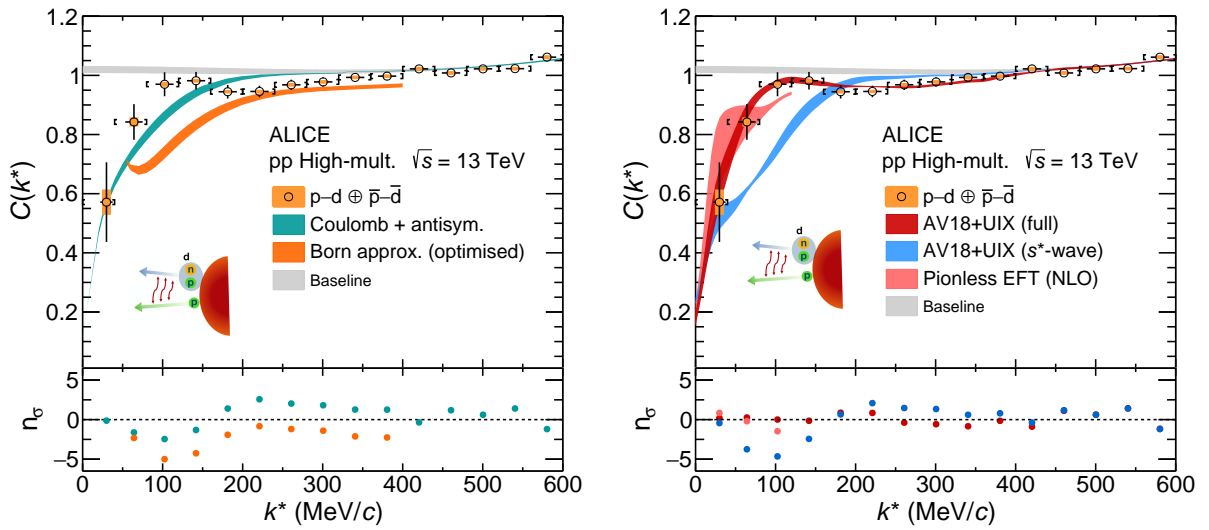 1.2
1
0.8
0.6
0.4
0.2
C(k*)
ALICE
pp High-mult. √s = 13 TeV
p–d ⊕ p̅–d̅
Coulomb + antisym.
Born approx. (optimised)
Baseline
d
n
p
p
5
0
−5
nσ
0 100 200 300 400 500 600
k* (MeV/c)
1.2
1
0.8
0.6
0.4
0.2
C(k*)
ALICE
pp High-mult. √s = 13 TeV
p–d ⊕ p̅–d̅
AV18+UIX (full)
AV18+UIX (s*-wave)
Pionless EFT (NLO)
Baseline
d
n
p
p
5
0
−5
nσ
0 100 200 300 400 500 600
k* (MeV/c)